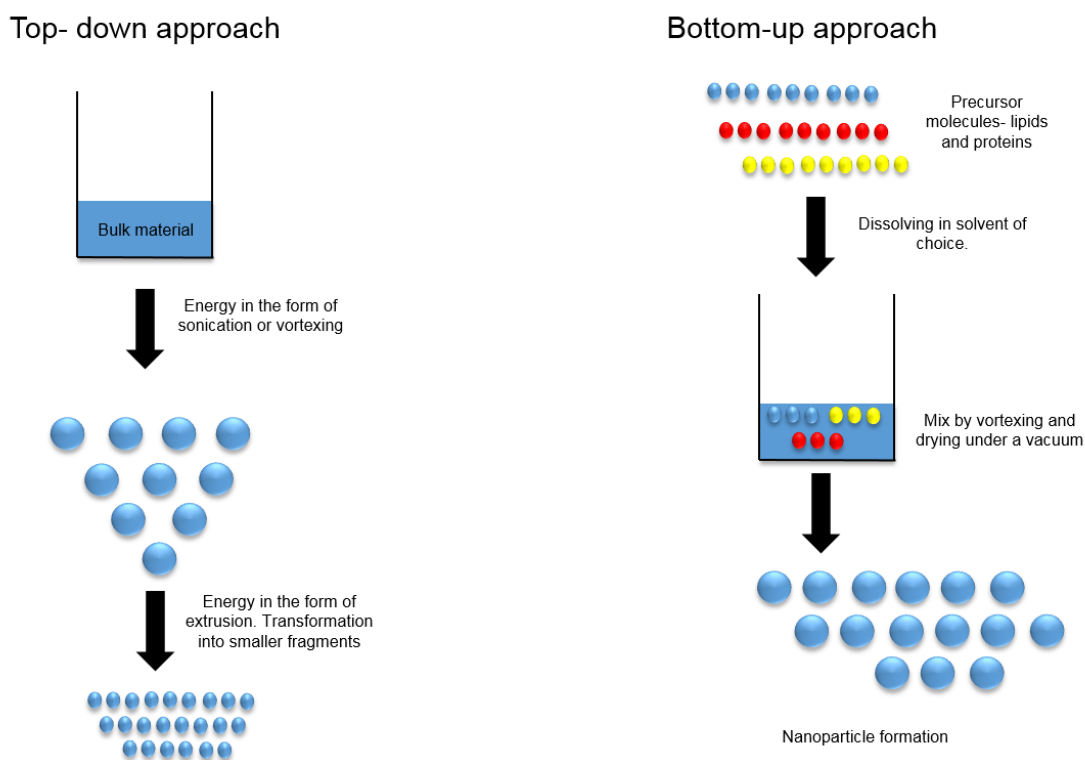 Top- down approach
Bulk material
Energy in the form of
sonication or vortexing
Energy in the form of
extrusion. Transformation
into smaller fragments
Bottom-up approach
Precursor
molecules- lipids
and proteins
Dissolving in solvent of
choice.
Mix by vortexing and
drying under a vacuum
Nanoparticle formation